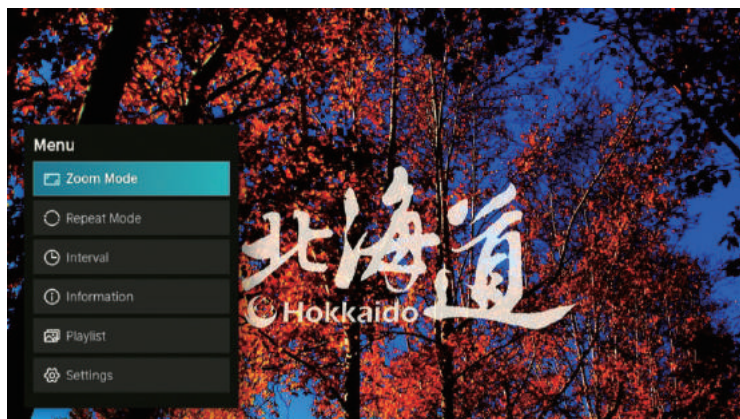 Menu
Zoom Mode
Repeat Mode
Interval
Information
Playlist
Settings
北海道
Hokkaido